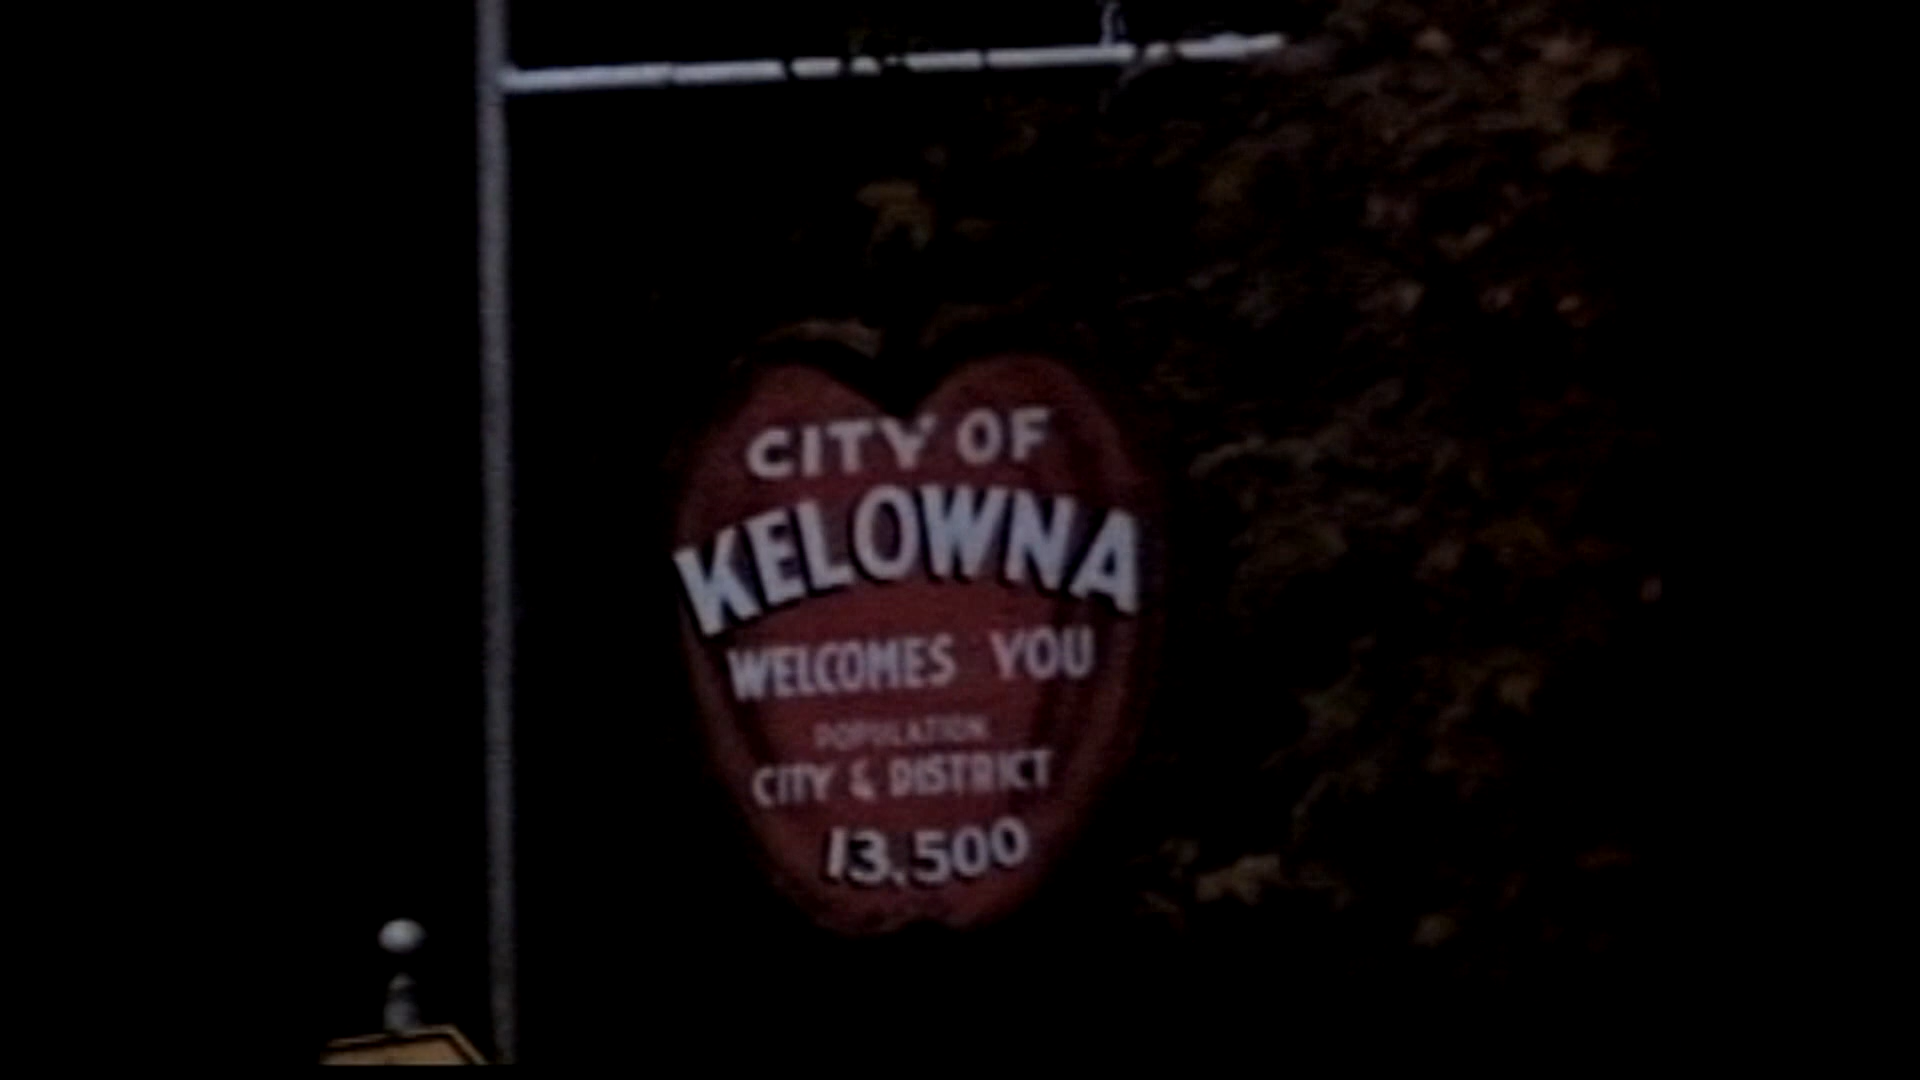 CITY OF
KELOWNA
WELCOMES YOU
POPULATION
CITY & DISTRICT
13,500